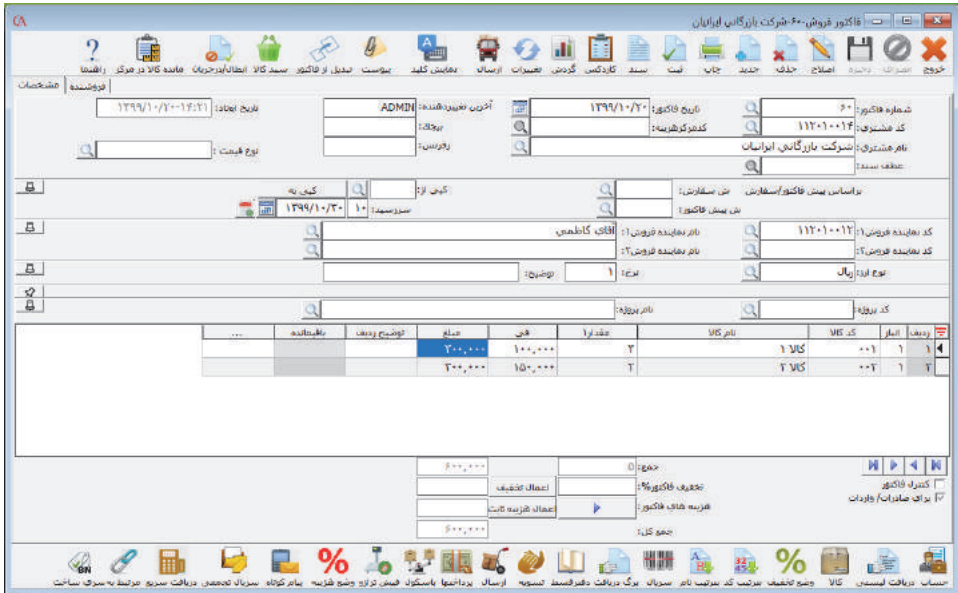 فاکتور فروش-۶۰-شرکت بازرگانی ایرانیان
خروج انصراف ذخیره اصلاح حذف جدید چاپ ثبت سند کاردکس گردش تغییرات ارسال نمایش کلید پیوست تبدیل از فاکتور سبد کالا ابطال/درجریان مانده کالا در مرکز راهنما
فروشنده مشخصات
شماره فاکتور: ۶۰ تاریخ فاکتور: ۱۳۹۹/۱۰/۲۰ آخرین تغییردهنده: ADMIN تاریخ ایجاد: ۱۳۹۹/۱۰/۲۰-۱۴:۲۱
کد مشتری: ۱۱۲۰۱۰۰۱۴ کدمرکزهزینه:
نام مشتری: شرکت بازرگانی ایرانیان رفرنس: نوع قیمت :
عطف سند:
براساس پیش فاکتور/سفارش ش سفارش: کپی از: کپی به
ش پیش فاکتور: سررسید: ۱۰ ۱۳۹۹/۱۰/۳۰
کد نماینده فروش۱: ۱۱۲۰۱۰۰۱۲ نام نماینده فروش۱: آقای کاظمی
کد نماینده فروش۲: نام نماینده فروش۲:
نوع ارز: ریال نرخ: ۱ توضیح:
کد پروژه: نام پروژه:
ردیف انبار کد کالا نام کالا مقدار۱ فی مبلغ توضیح ردیف باقیمانده ...
۱ ۱ ۰۰۱ کالا ۱ ۳ ۱۰۰,۰۰۰ ۳۰۰,۰۰۰
۲ ۱ ۰۰۲ کالا ۲ ۲ ۱۵۰,۰۰۰ ۳۰۰,۰۰۰
جمع: 0 ۶۰۰,۰۰۰
کنترل فاکتور تخفیف فاکتور%: اعمال تخفیف
برای صادرات/ واردات هزینه های فاکتور: اعمال هزینه ثابت
جمع کل: ۶۰۰,۰۰۰
حساب دریافت لیستی کالا وضع تخفیف مرتب کد مرتب نام سریال برگ دریافت دفترقسط تسویه ارسال پرداختها باسکول فیش ترازو وضع هزینه پیام کوتاه سریال تجمعی دریافت سریع مرتبط به سری ساخت